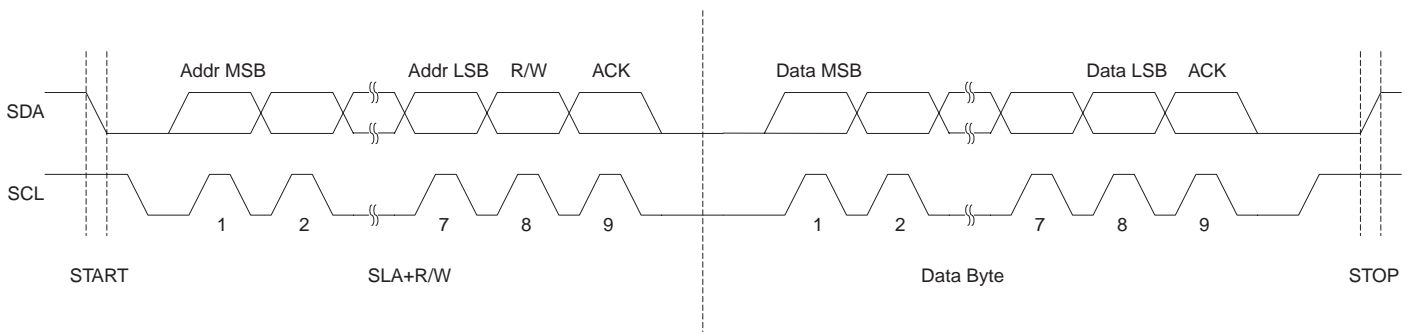 Addr MSB Addr LSB R/W ACK Data MSB Data LSB ACK
SDA
SCL
1 2 7 8 9 1 2 7 8 9
START SLA+R/W Data Byte STOP